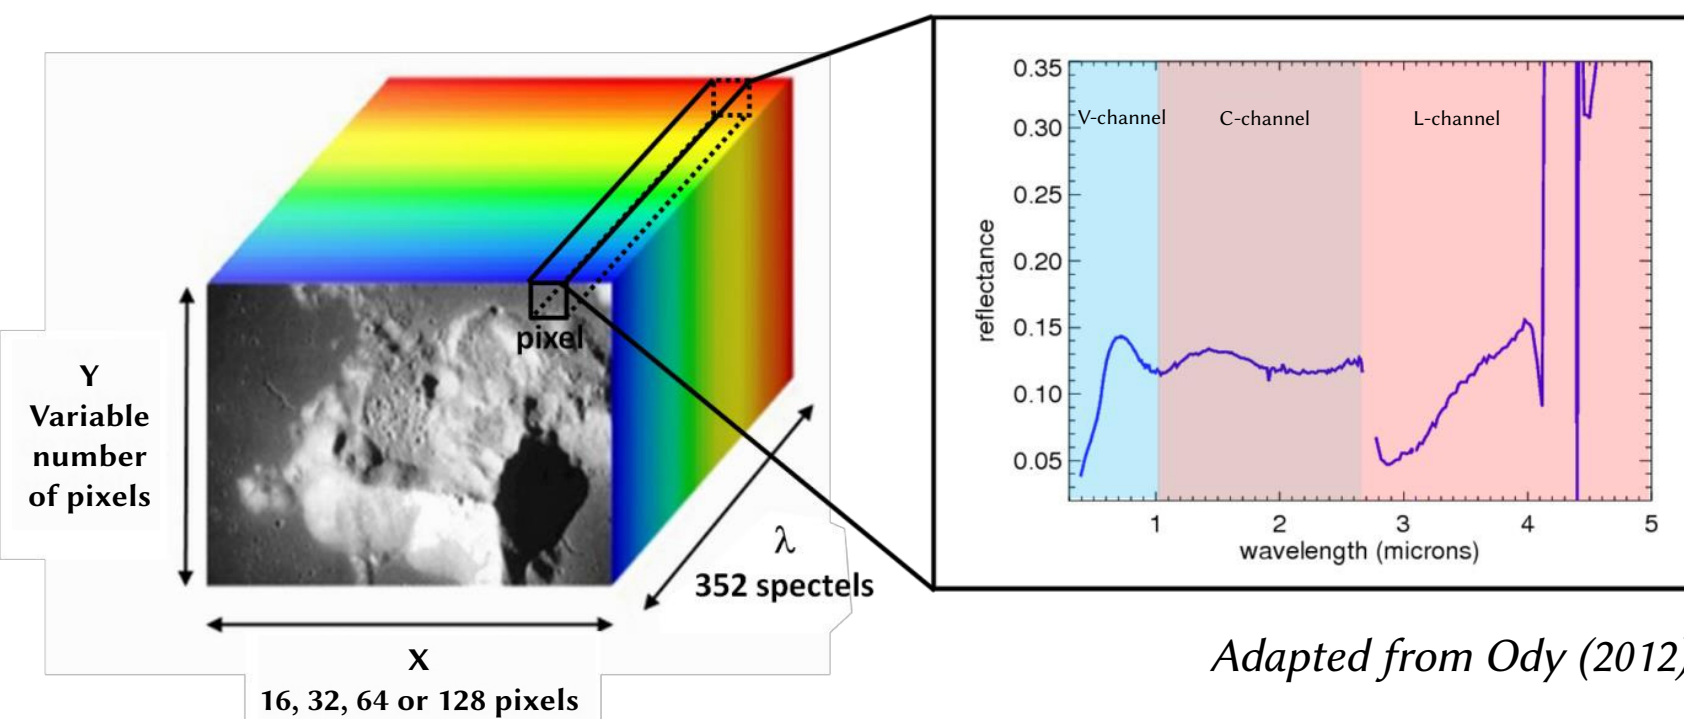 pixel
Y
Variable
number
of pixels
λ
352 spectels
X
16, 32, 64 or 128 pixels
0.35
0.30
0.25
0.20
0.15
0.10
0.05
reflectance
V-channel
C-channel
L-channel
1 2 3 4 5
wavelength (microns)
Adapted from Ody (2012)